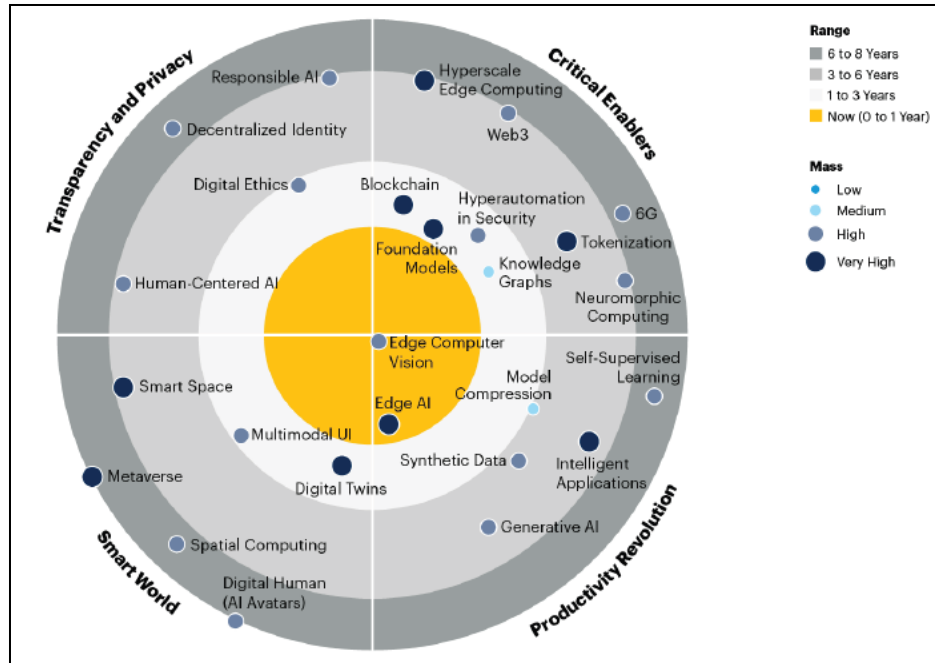 Transparency and Privacy
Critical Enablers
Smart World
Productivity Revolution
Responsible AI
Decentralized Identity
Digital Ethics
Human-Centered AI
Hyperscale
Edge Computing
Web3
Blockchain
Hyperautomation
in Security
6G
Tokenization
Foundation
Models
Knowledge
Graphs
Neuromorphic
Computing
Edge Computer
Vision
Self-Supervised
Learning
Model
Compression
Edge AI
Smart Space
Multimodal UI
Synthetic Data
Intelligent
Applications
Metaverse
Digital Twins
Generative AI
Spatial Computing
Digital Human
(AI Avatars)
Range
6 to 8 Years
3 to 6 Years
1 to 3 Years
Now (0 to 1 Year)
Mass
Low
Medium
High
Very High